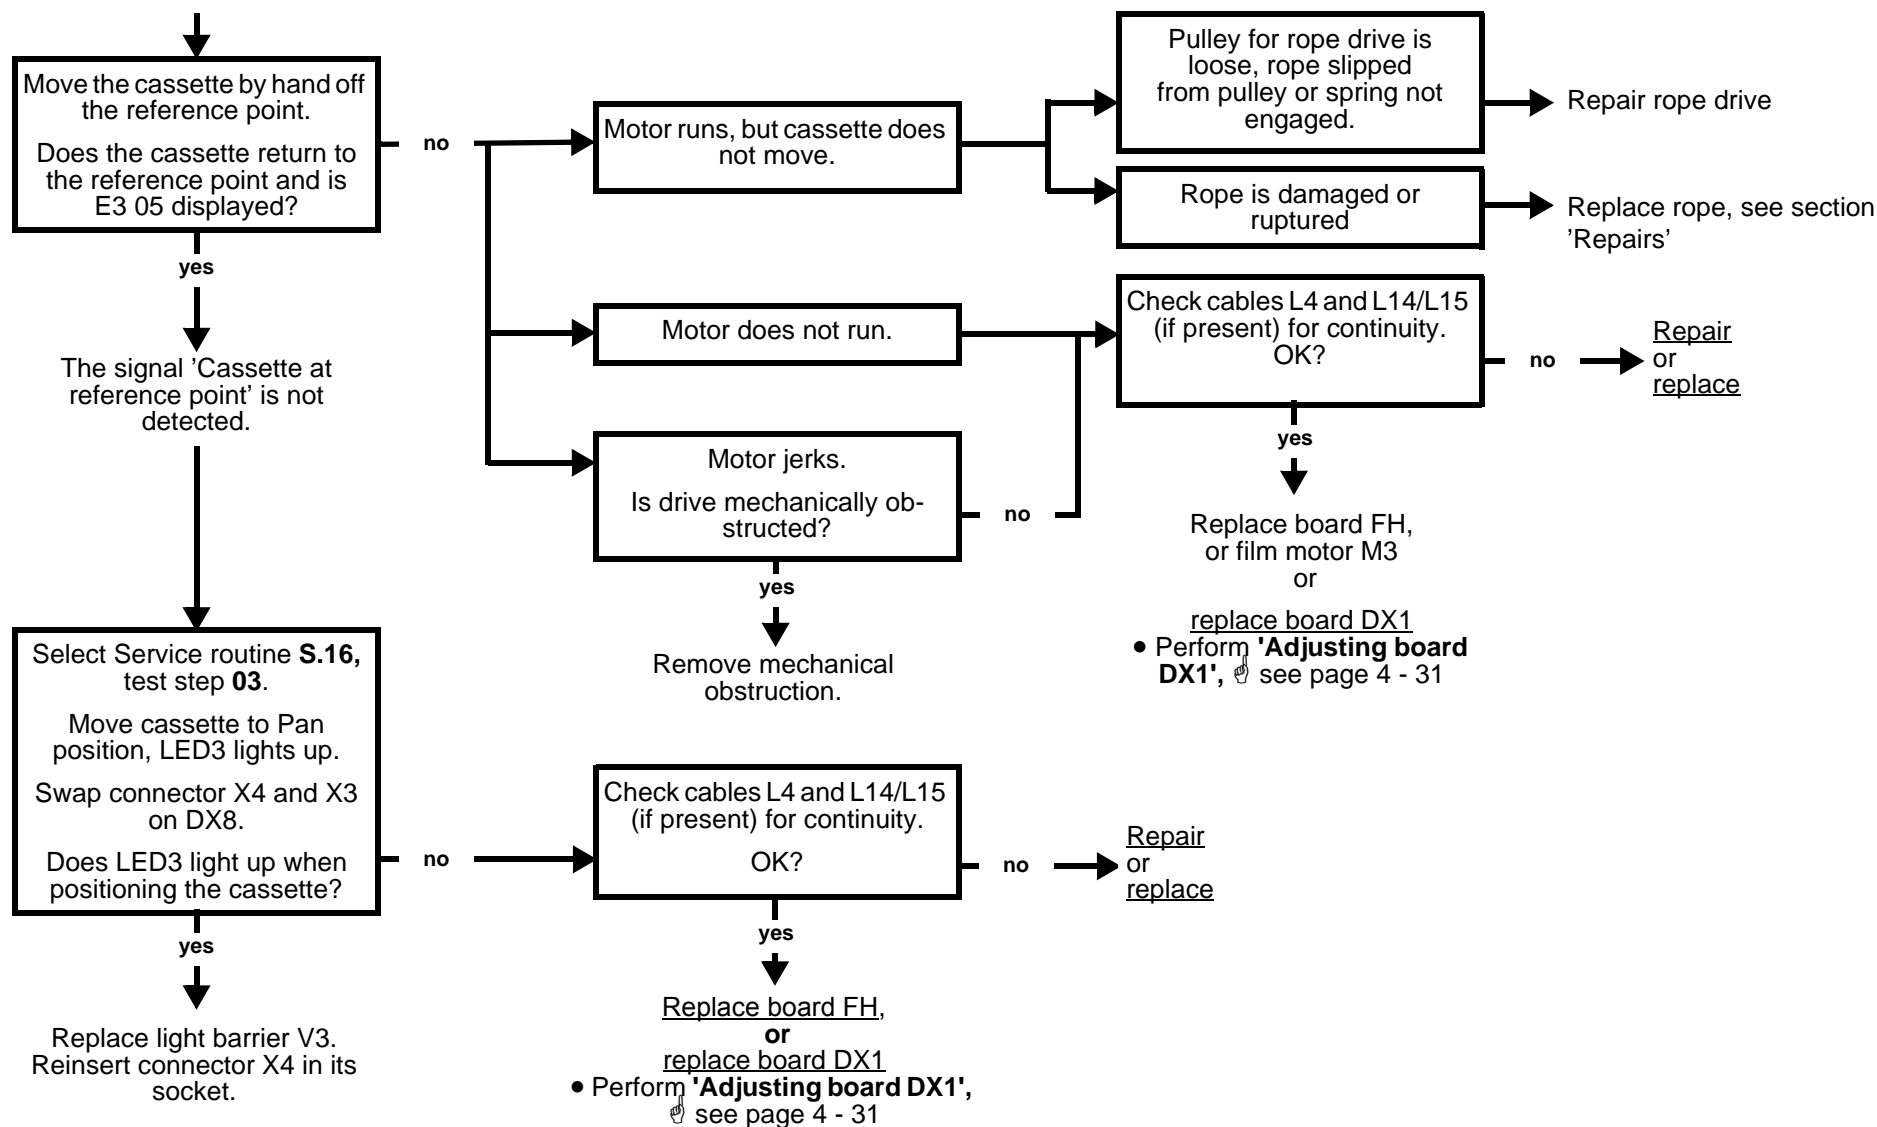 Move the cassette by hand off
the reference point.
Does the cassette return to
the reference point and is
E3 05 displayed?
no
yes
The signal ’Cassette at
reference point’ is not
detected.
Motor runs, but cassette does
not move.
Pulley for rope drive is
loose, rope slipped
from pulley or spring not
engaged.
Repair rope drive
Rope is damaged or
ruptured
Replace rope, see section
’Repairs’
Motor does not run.
Motor jerks.
Is drive mechanically ob-
structed?
no
yes
Remove mechanical
obstruction.
Check cables L4 and L14/L15
(if present) for continuity.
OK?
no
Repair
or
replace
yes
Replace board FH,
or film motor M3
or
replace board DX1
• Perform 'Adjusting board
DX1', ☝ see page 4 - 31
Select Service routine S.16,
test step 03.
Move cassette to Pan
position, LED3 lights up.
Swap connector X4 and X3
on DX8.
Does LED3 light up when
positioning the cassette?
no
yes
Replace light barrier V3.
Reinsert connector X4 in its
socket.
Check cables L4 and L14/L15
(if present) for continuity.
OK?
no
Repair
or
replace
yes
Replace board FH,
or
replace board DX1
• Perform 'Adjusting board DX1',
☝ see page 4 - 31